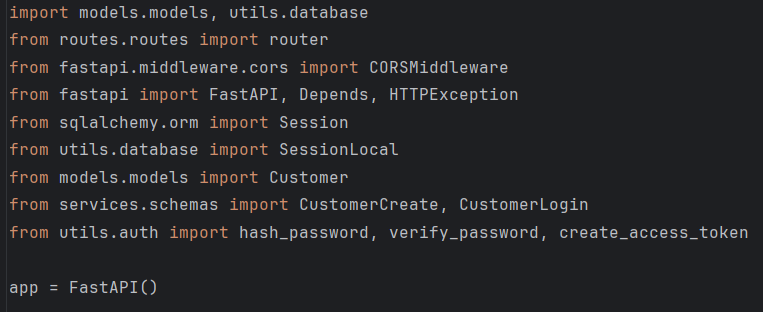 import models.models, utils.database
from routes.routes import router
from fastapi.middleware.cors import CORSMiddleware
from fastapi import FastAPI, Depends, HTTPException
from sqlalchemy.orm import Session
from utils.database import SessionLocal
from models.models import Customer
from services.schemas import CustomerCreate, CustomerLogin
from utils.auth import hash_password, verify_password, create_access_token
app = FastAPI()